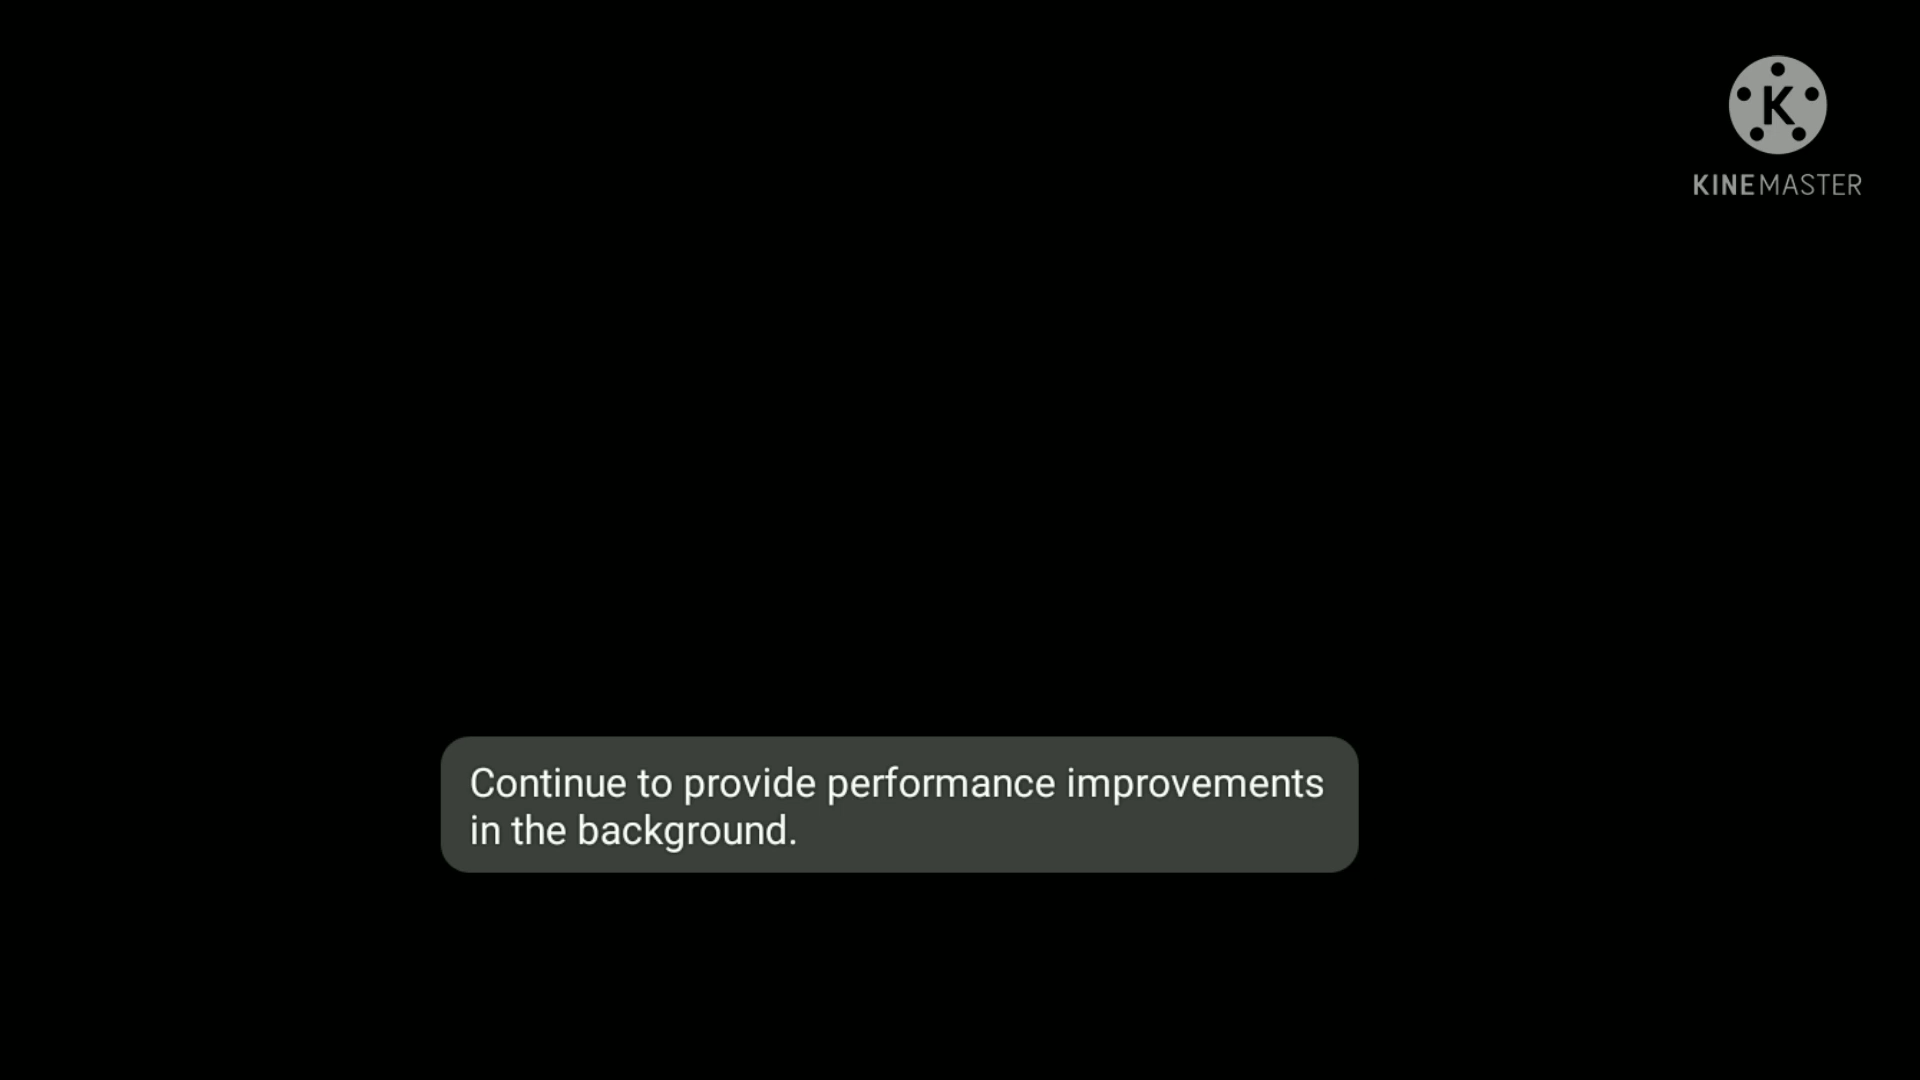 K
KINEMASTER
Continue to provide performance improvements
in the background.